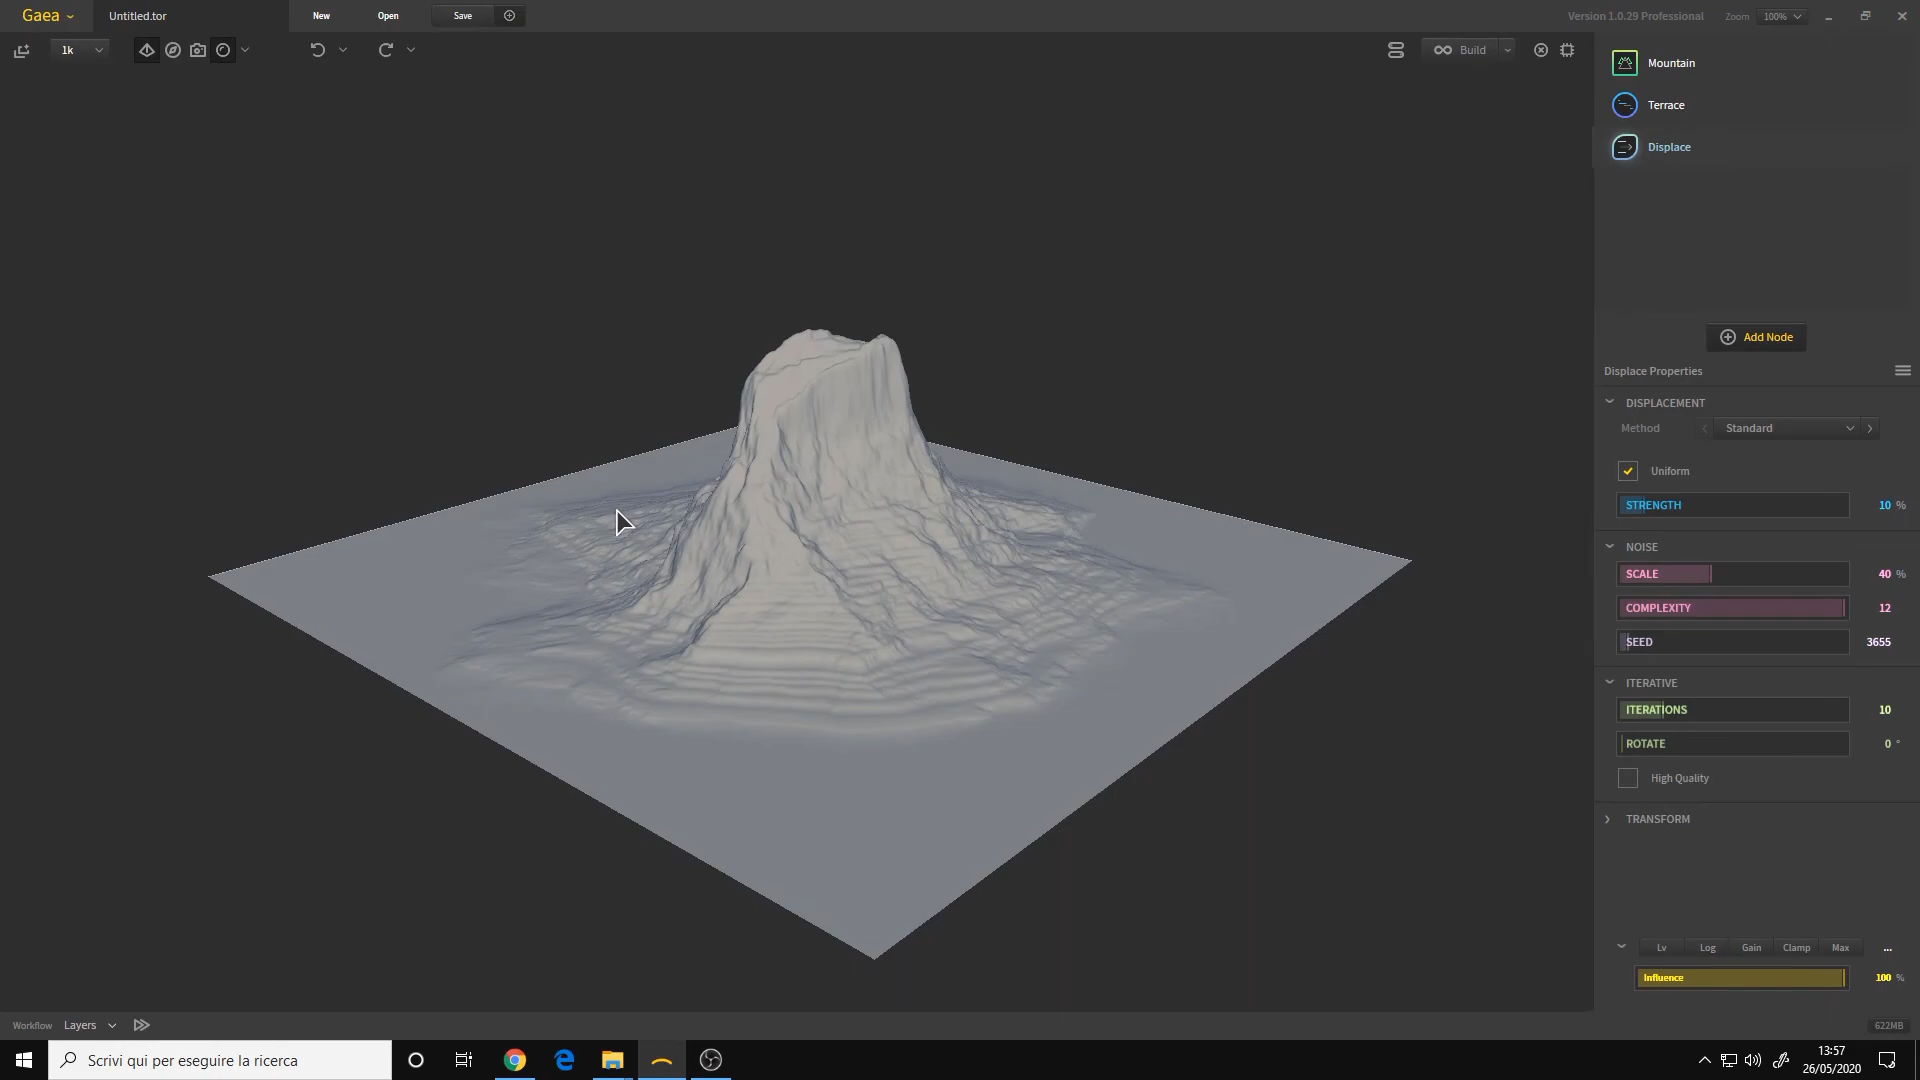 Gaea Untitled.tor New Open Save Version 1.0.29 Professional Zoom 100%
1k Build
Mountain
Terrace
Displace
Add Node
Displace Properties
DISPLACEMENT
Method Standard
Uniform
STRENGTH 10 %
NOISE
SCALE 40 %
COMPLEXITY 12
SEED 3655
ITERATIVE
ITERATIONS 10
ROTATE 0 °
High Quality
TRANSFORM
Lv Log Gain Clamp Max ...
Influence 100 %
Workflow Layers 622MB
Scrivi qui per eseguire la ricerca
13:57
26/05/2020